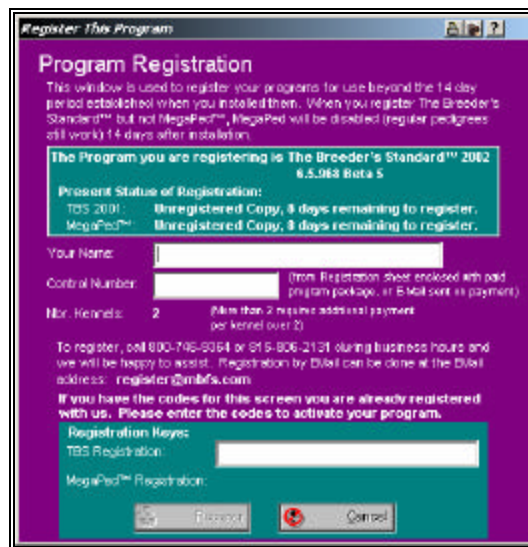 Register This Program
Program Registration
This window is used to register your programs for use beyond the 14 day
period established when you installed them. When you register The Breeder's
Standard™ but not MegaPed™, MegaPed will be disabled (regular pedigrees
still work) 14 days after installation.
The Program you are registering is The Breeder's Standard™ 2002
6.5.968 Beta 5
Present Status of Registration:
TBS 2001: Unregistered Copy, 8 days remaining to register.
MegaPed™: Unregistered Copy, 8 days remaining to register.
Your Name:
Control Number: (from Registration sheet enclosed with paid
program package, or E Mail sent on payment)
Nbr. Kennels: 2 (More than 2 requires additional payment
per kennel over 2)
To register, call or during business hours and
we will be happy to assist. Registration by EMail can be done at the EMail
address: register@mbfs.com
If you have the codes for this screen you are already registered
with us. Please enter the codes to activate your program.
Registration Keys:
TBS Registration:
MegaPed™ Registration:
Register Cancel